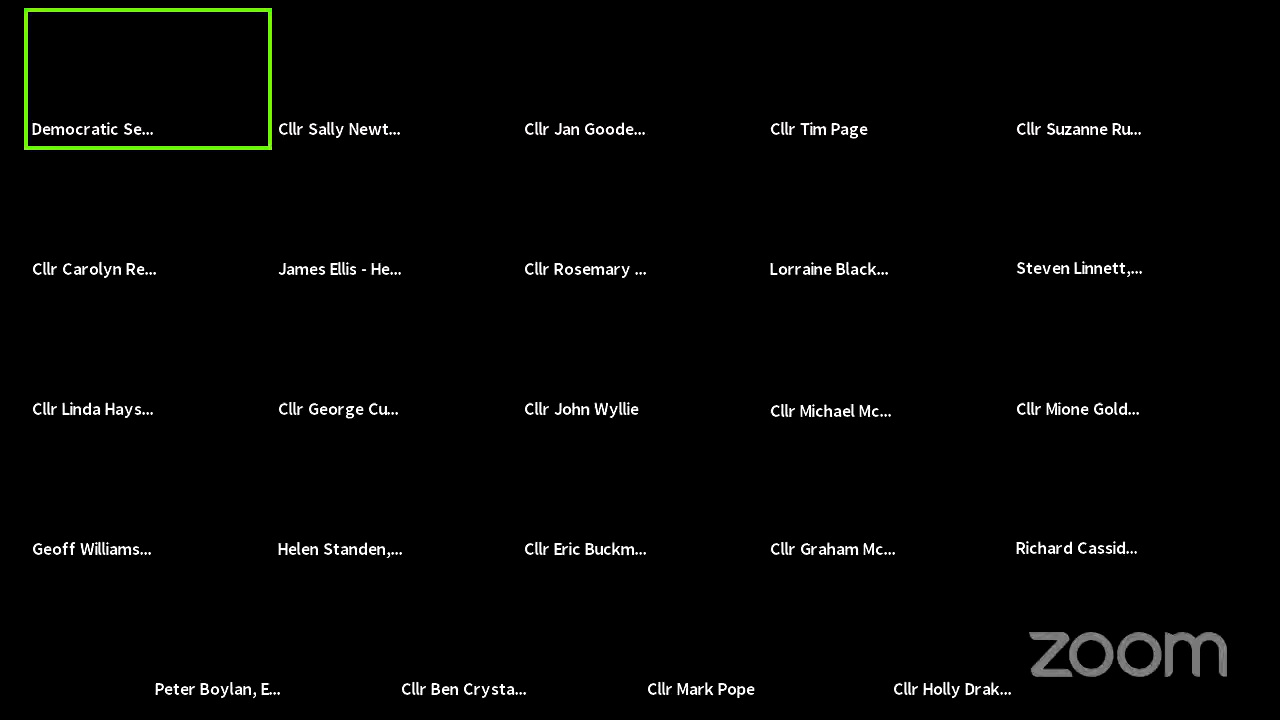 Democratic Se...
Cllr Sally Newt...
Cllr Jan Goode...
Cllr Tim Page
Cllr Suzanne Ru...
Cllr Carolyn Re...
James Ellis - He...
Cllr Rosemary ...
Lorraine Black...
Steven Linnett,...
Cllr Linda Hays...
Cllr George Cu...
Cllr John Wyllie
Cllr Michael Mc...
Cllr Mione Gold...
Geoff Williams...
Helen Standen,...
Cllr Eric Buckm...
Cllr Graham Mc...
Richard Cassid...
Peter Boylan, E...
Cllr Ben Crysta...
Cllr Mark Pope
Cllr Holly Drak...
zoom